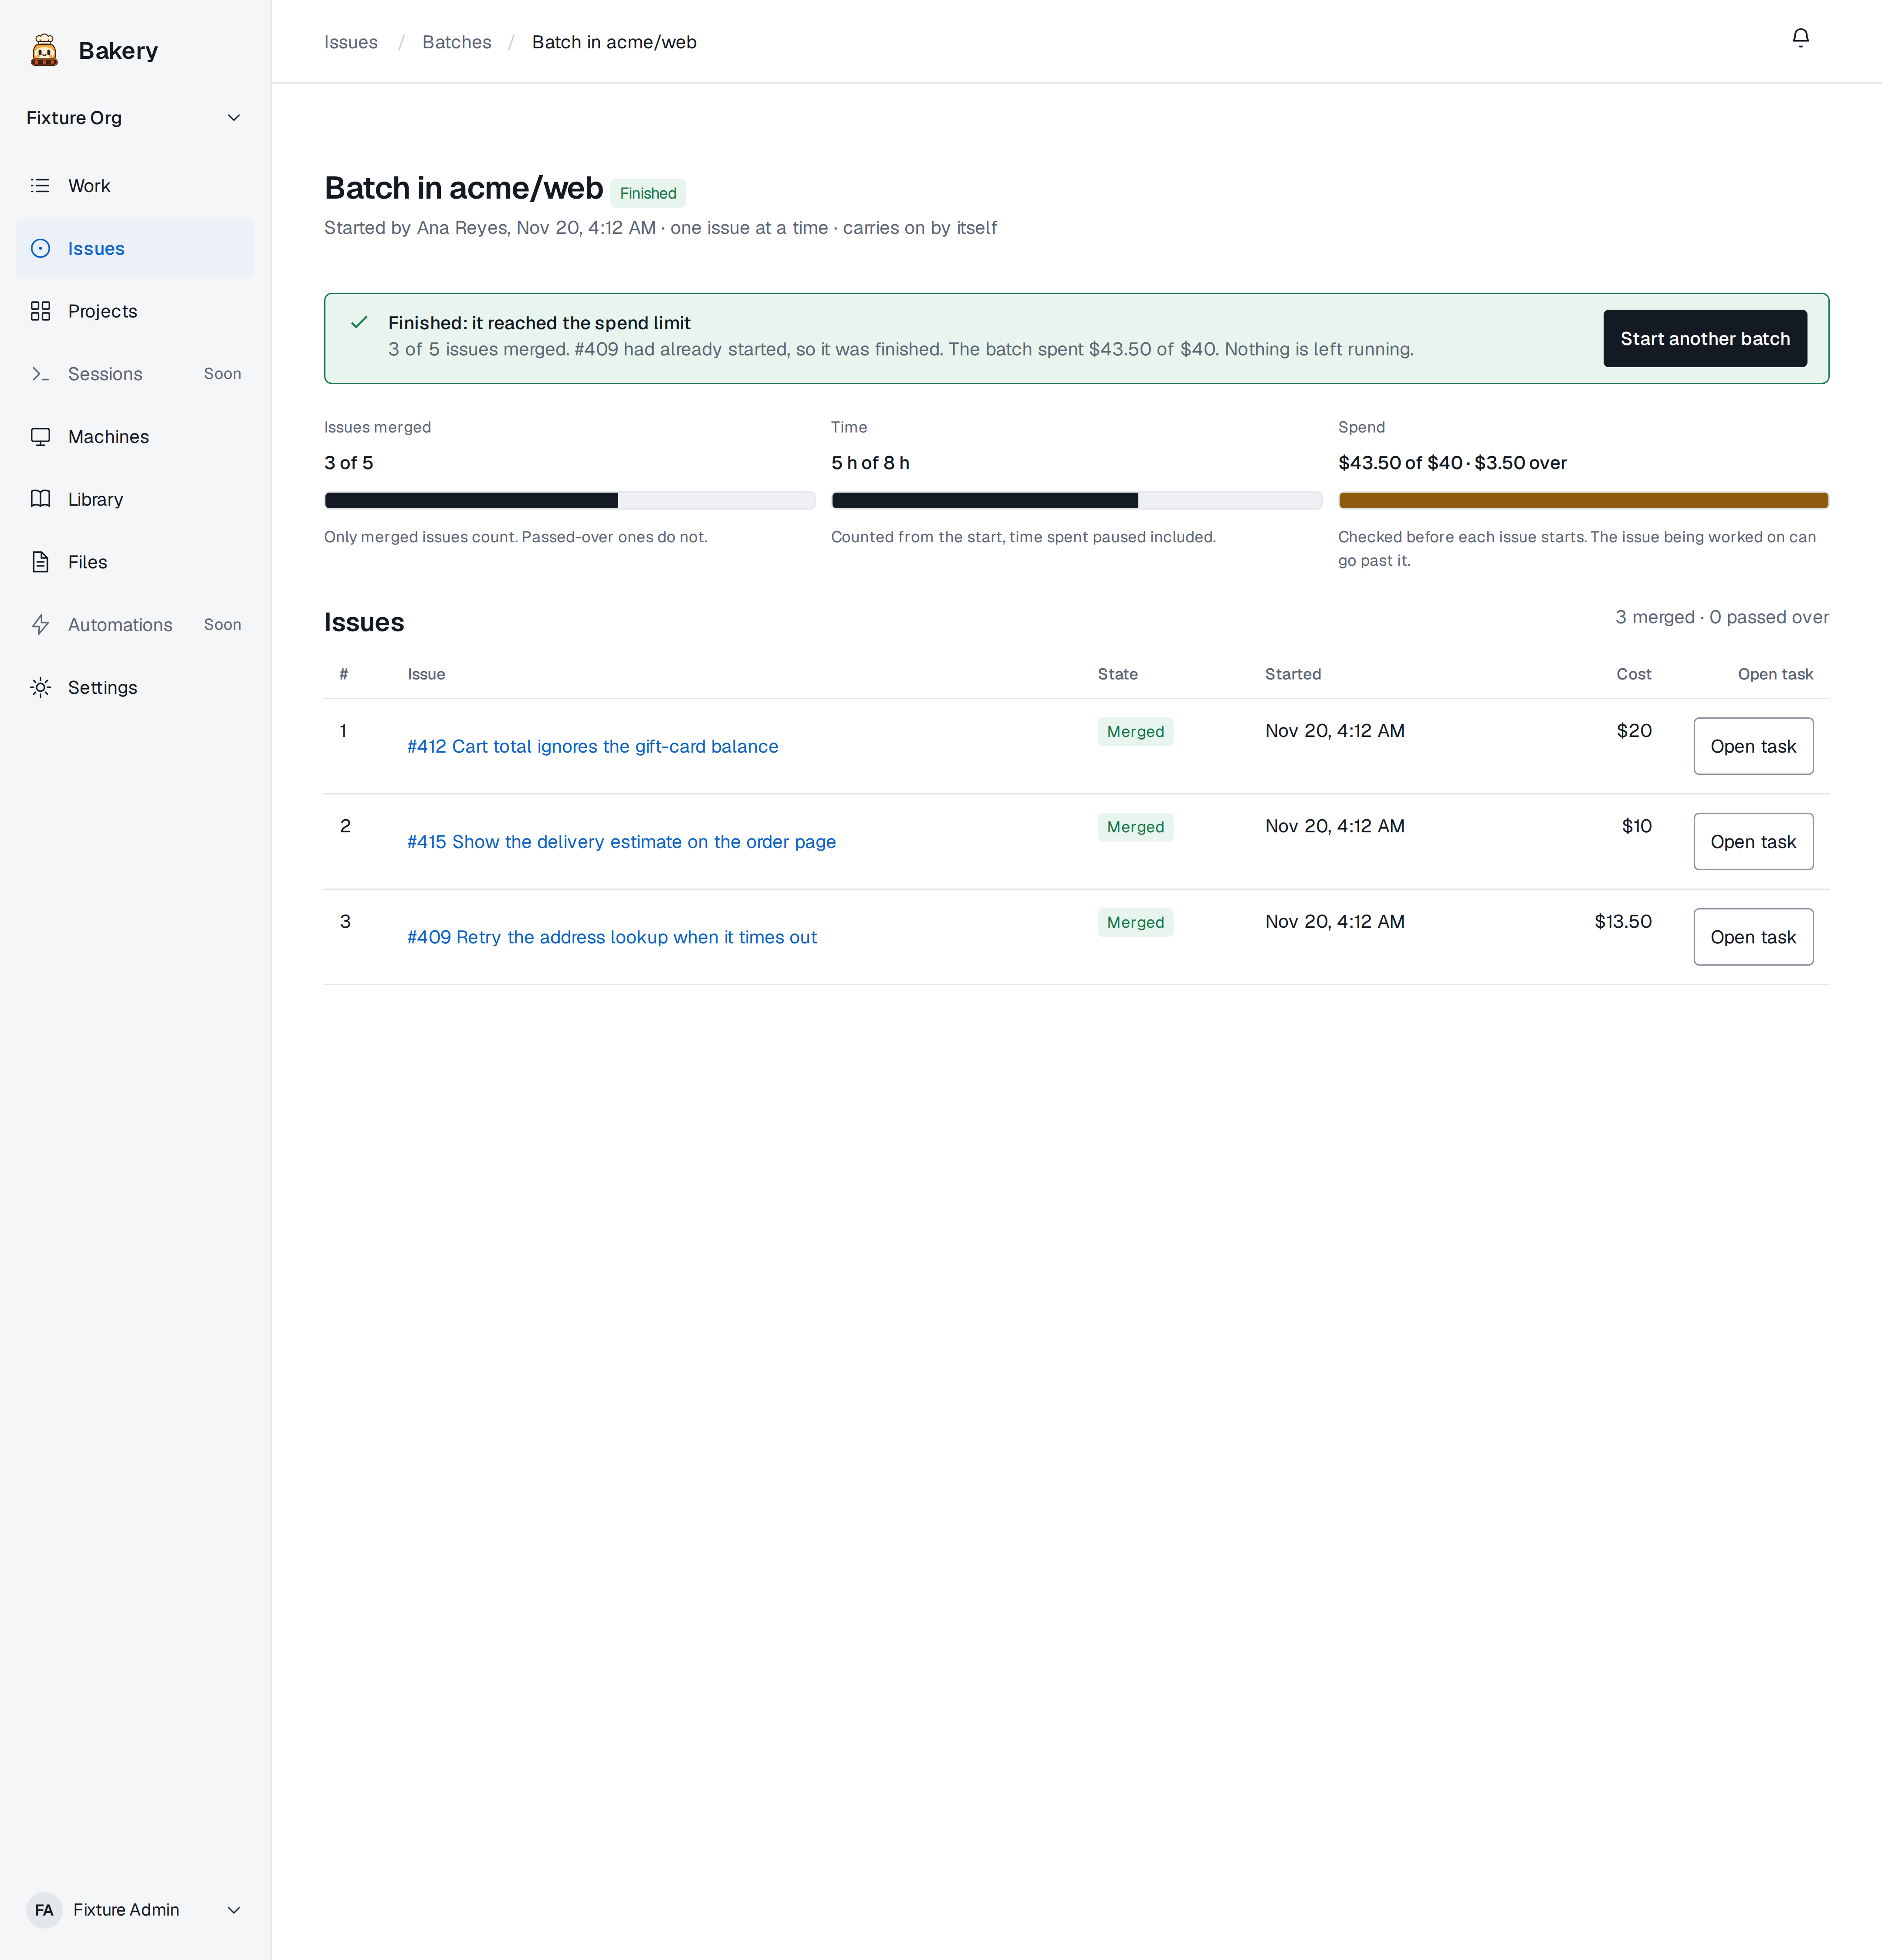 Bakery
Fixture Org
Work
Issues
Projects
Sessions Soon
Machines
Library
Files
Automations Soon
Settings
FA Fixture Admin
Issues / Batches / Batch in acme/web
Batch in acme/web Finished
Started by Ana Reyes, Nov 20, 4:12 AM · one issue at a time · carries on by itself
Finished: it reached the spend limit
3 of 5 issues merged. #409 had already started, so it was finished. The batch spent $43.50 of $40. Nothing is left running.
Start another batch
Issues merged
3 of 5
Only merged issues count. Passed-over ones do not.
Time
5 h of 8 h
Counted from the start, time spent paused included.
Spend
$43.50 of $40 · $3.50 over
Checked before each issue starts. The issue being worked on can
go past it.
Issues
3 merged · 0 passed over
# Issue State Started Cost Open task
1 #412 Cart total ignores the gift-card balance Merged Nov 20, 4:12 AM $20 Open task
2 #415 Show the delivery estimate on the order page Merged Nov 20, 4:12 AM $10 Open task
3 #409 Retry the address lookup when it times out Merged Nov 20, 4:12 AM $13.50 Open task